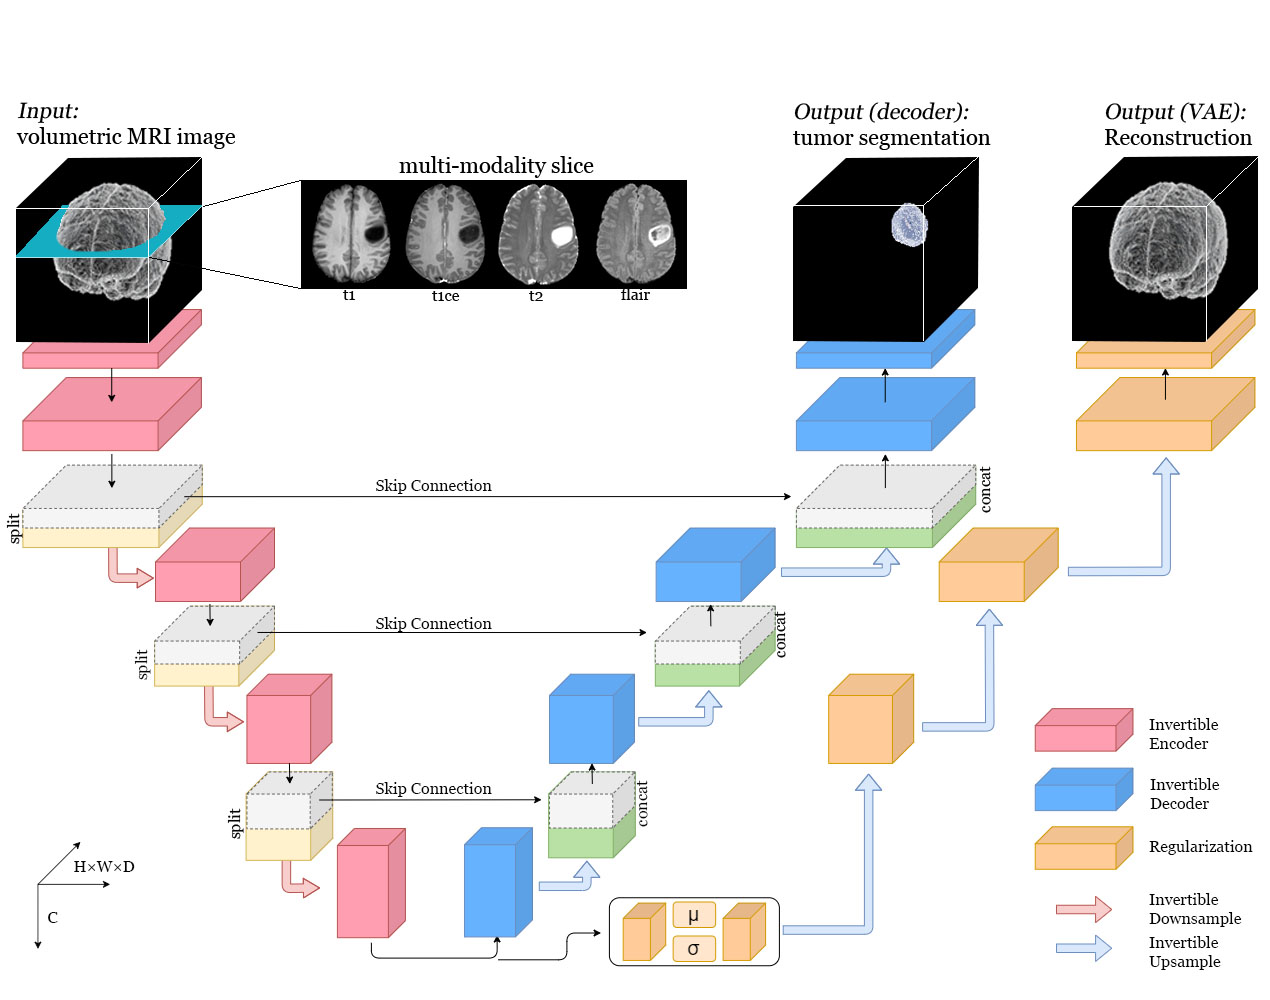 Input:
volumetric MRI image
multi-modality slice
t1
t1ce
t2
flair
Output (decoder):
tumor segmentation
Output (VAE):
Reconstruction
split
Skip Connection
concat
split
Skip Connection
concat
split
Skip Connection
concat
H×W×D
C
μ
σ
Invertible
Encoder
Invertible
Decoder
Regularization
Invertible
Downsample
Invertible
Upsample